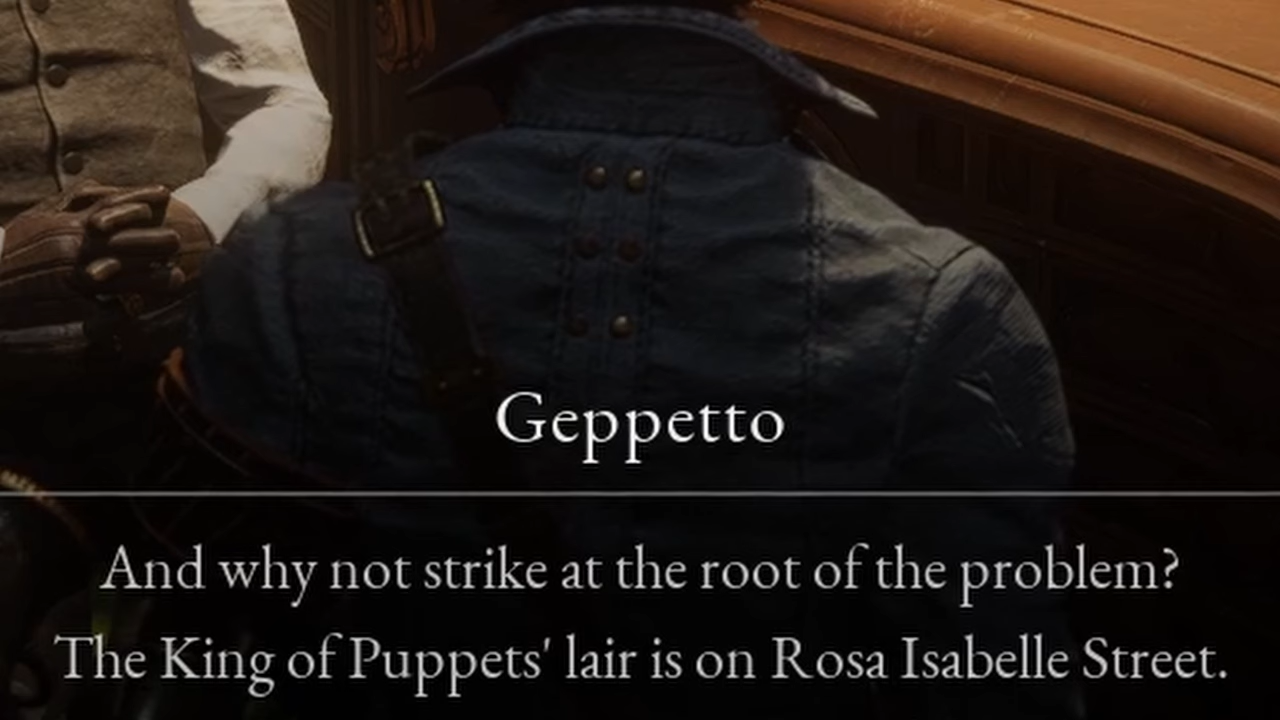 Geppetto
And why not strike at the root of the problem?
The King of Puppets' lair is on Rosa Isabelle Street.